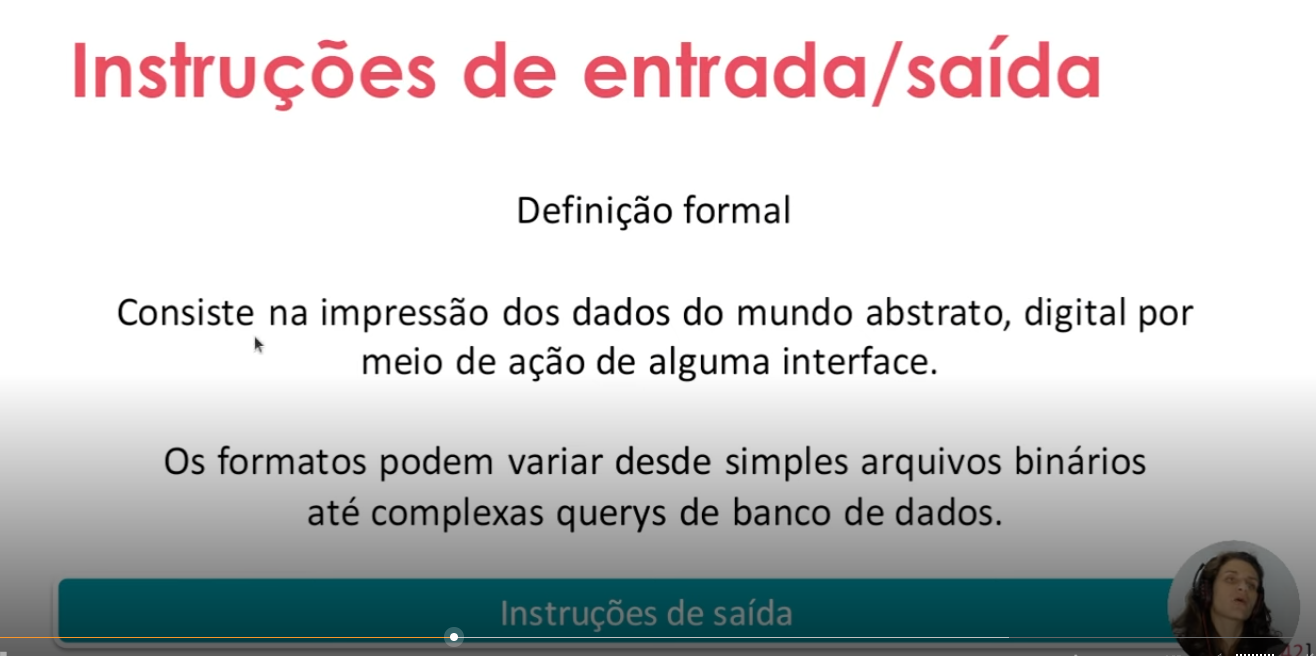 Instruções de entrada/saída
Definição formal
Consiste na impressão dos dados do mundo abstrato, digital por
meio de ação de alguma interface.
Os formatos podem variar desde simples arquivos binários
até complexas querys de banco de dados.
Instruções de saída